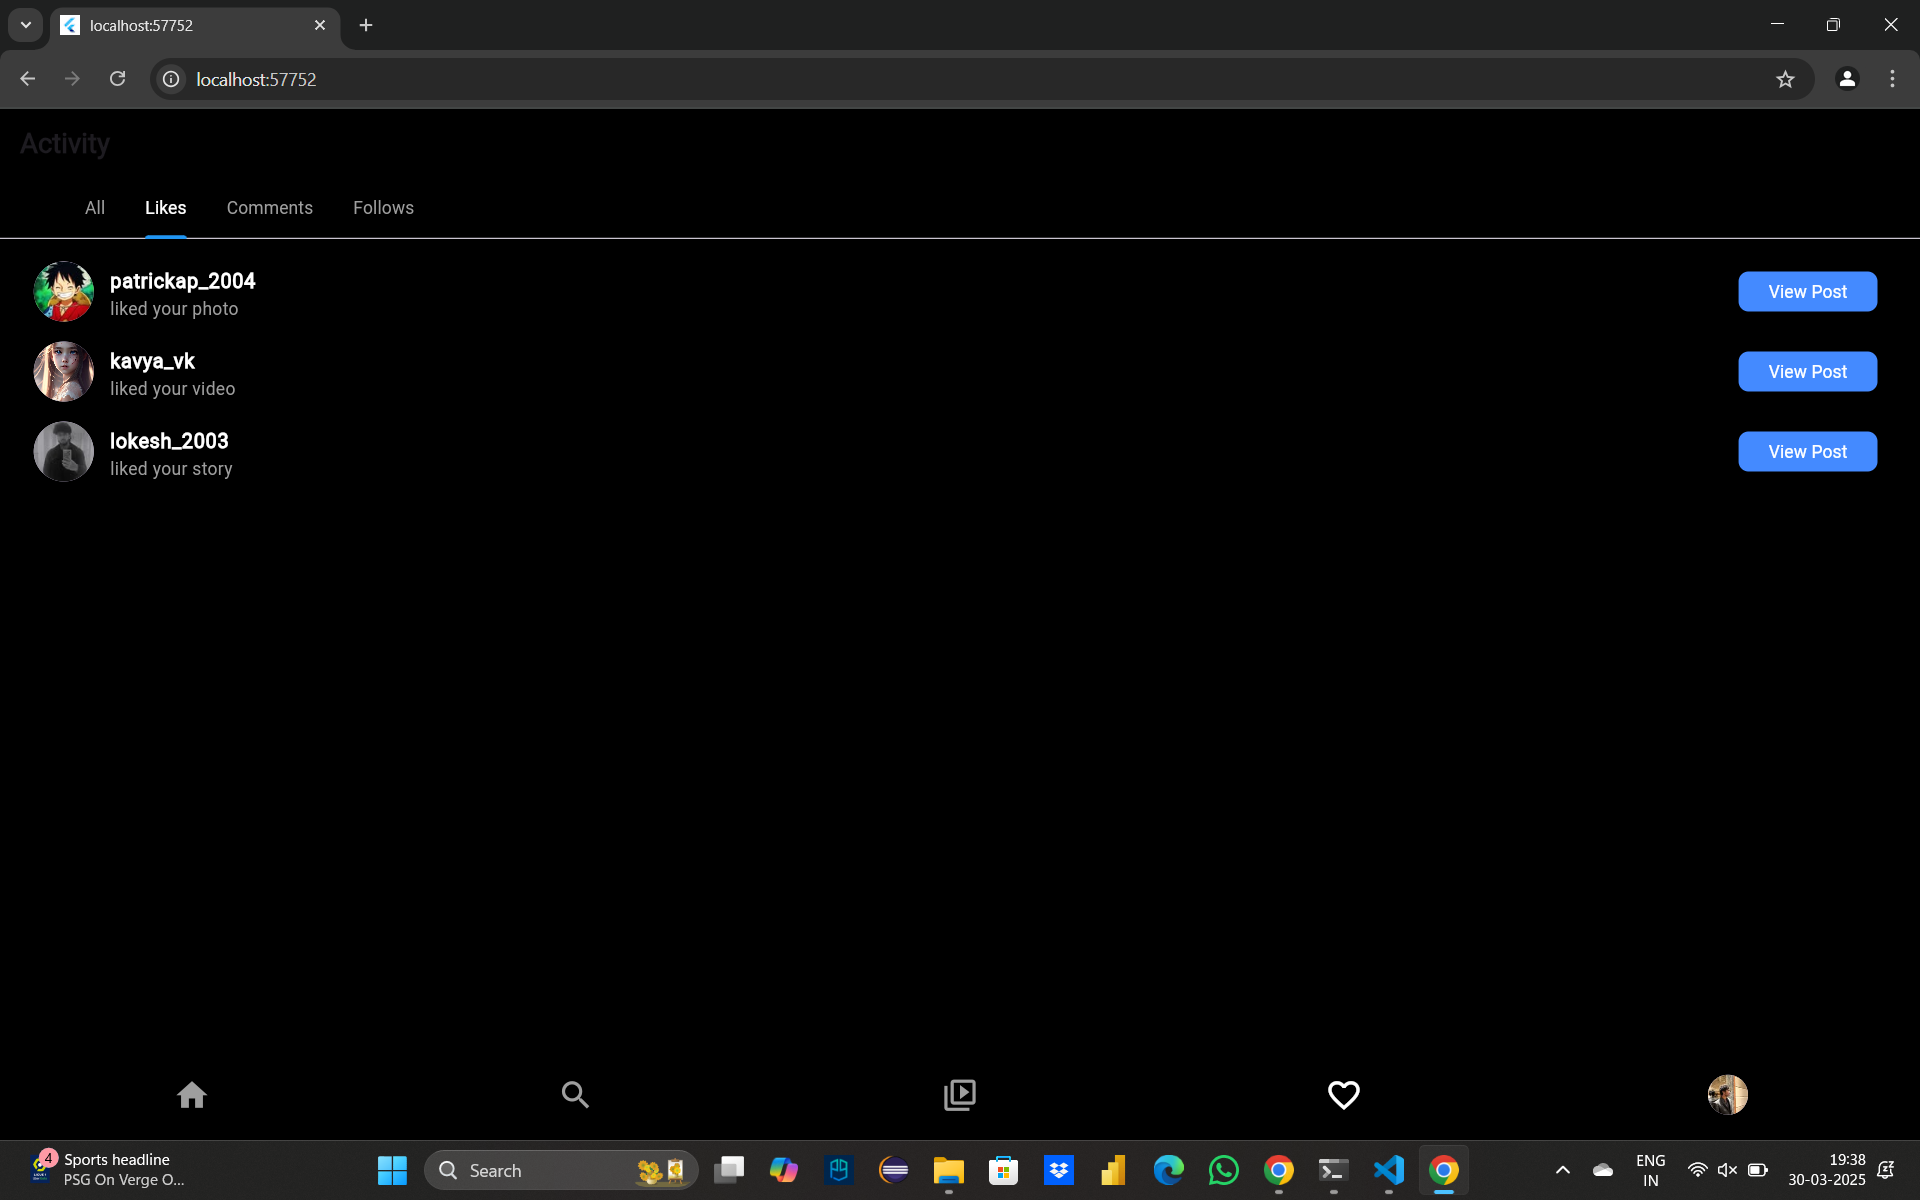 localhost:57752
localhost:57752
Activity
All Likes Comments Follows
patrickap_2004
liked your photo
View Post
kavya_vk
liked your video
View Post
lokesh_2003
liked your story
View Post
4
Sports headline
PSG On Verge O...
Search
ENG
IN
19:38
30-03-2025